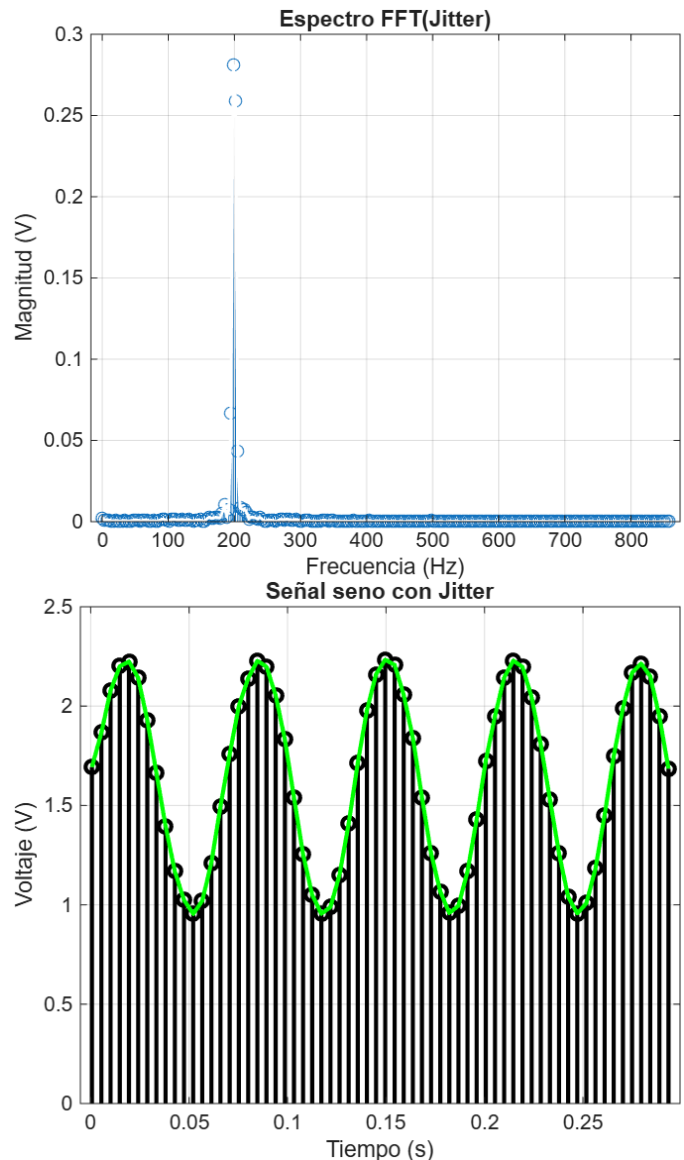 Espectro FFT(Jitter)
0.3
0.25
0.2
0.15
0.1
0.05
0
Magnitud (V)
0 100 200 300 400 500 600 700 800
Frecuencia (Hz)
Señal seno con Jitter
2.5
2
1.5
1
0.5
0
Voltaje (V)
0 0.05 0.1 0.15 0.2 0.25
Tiempo (s)